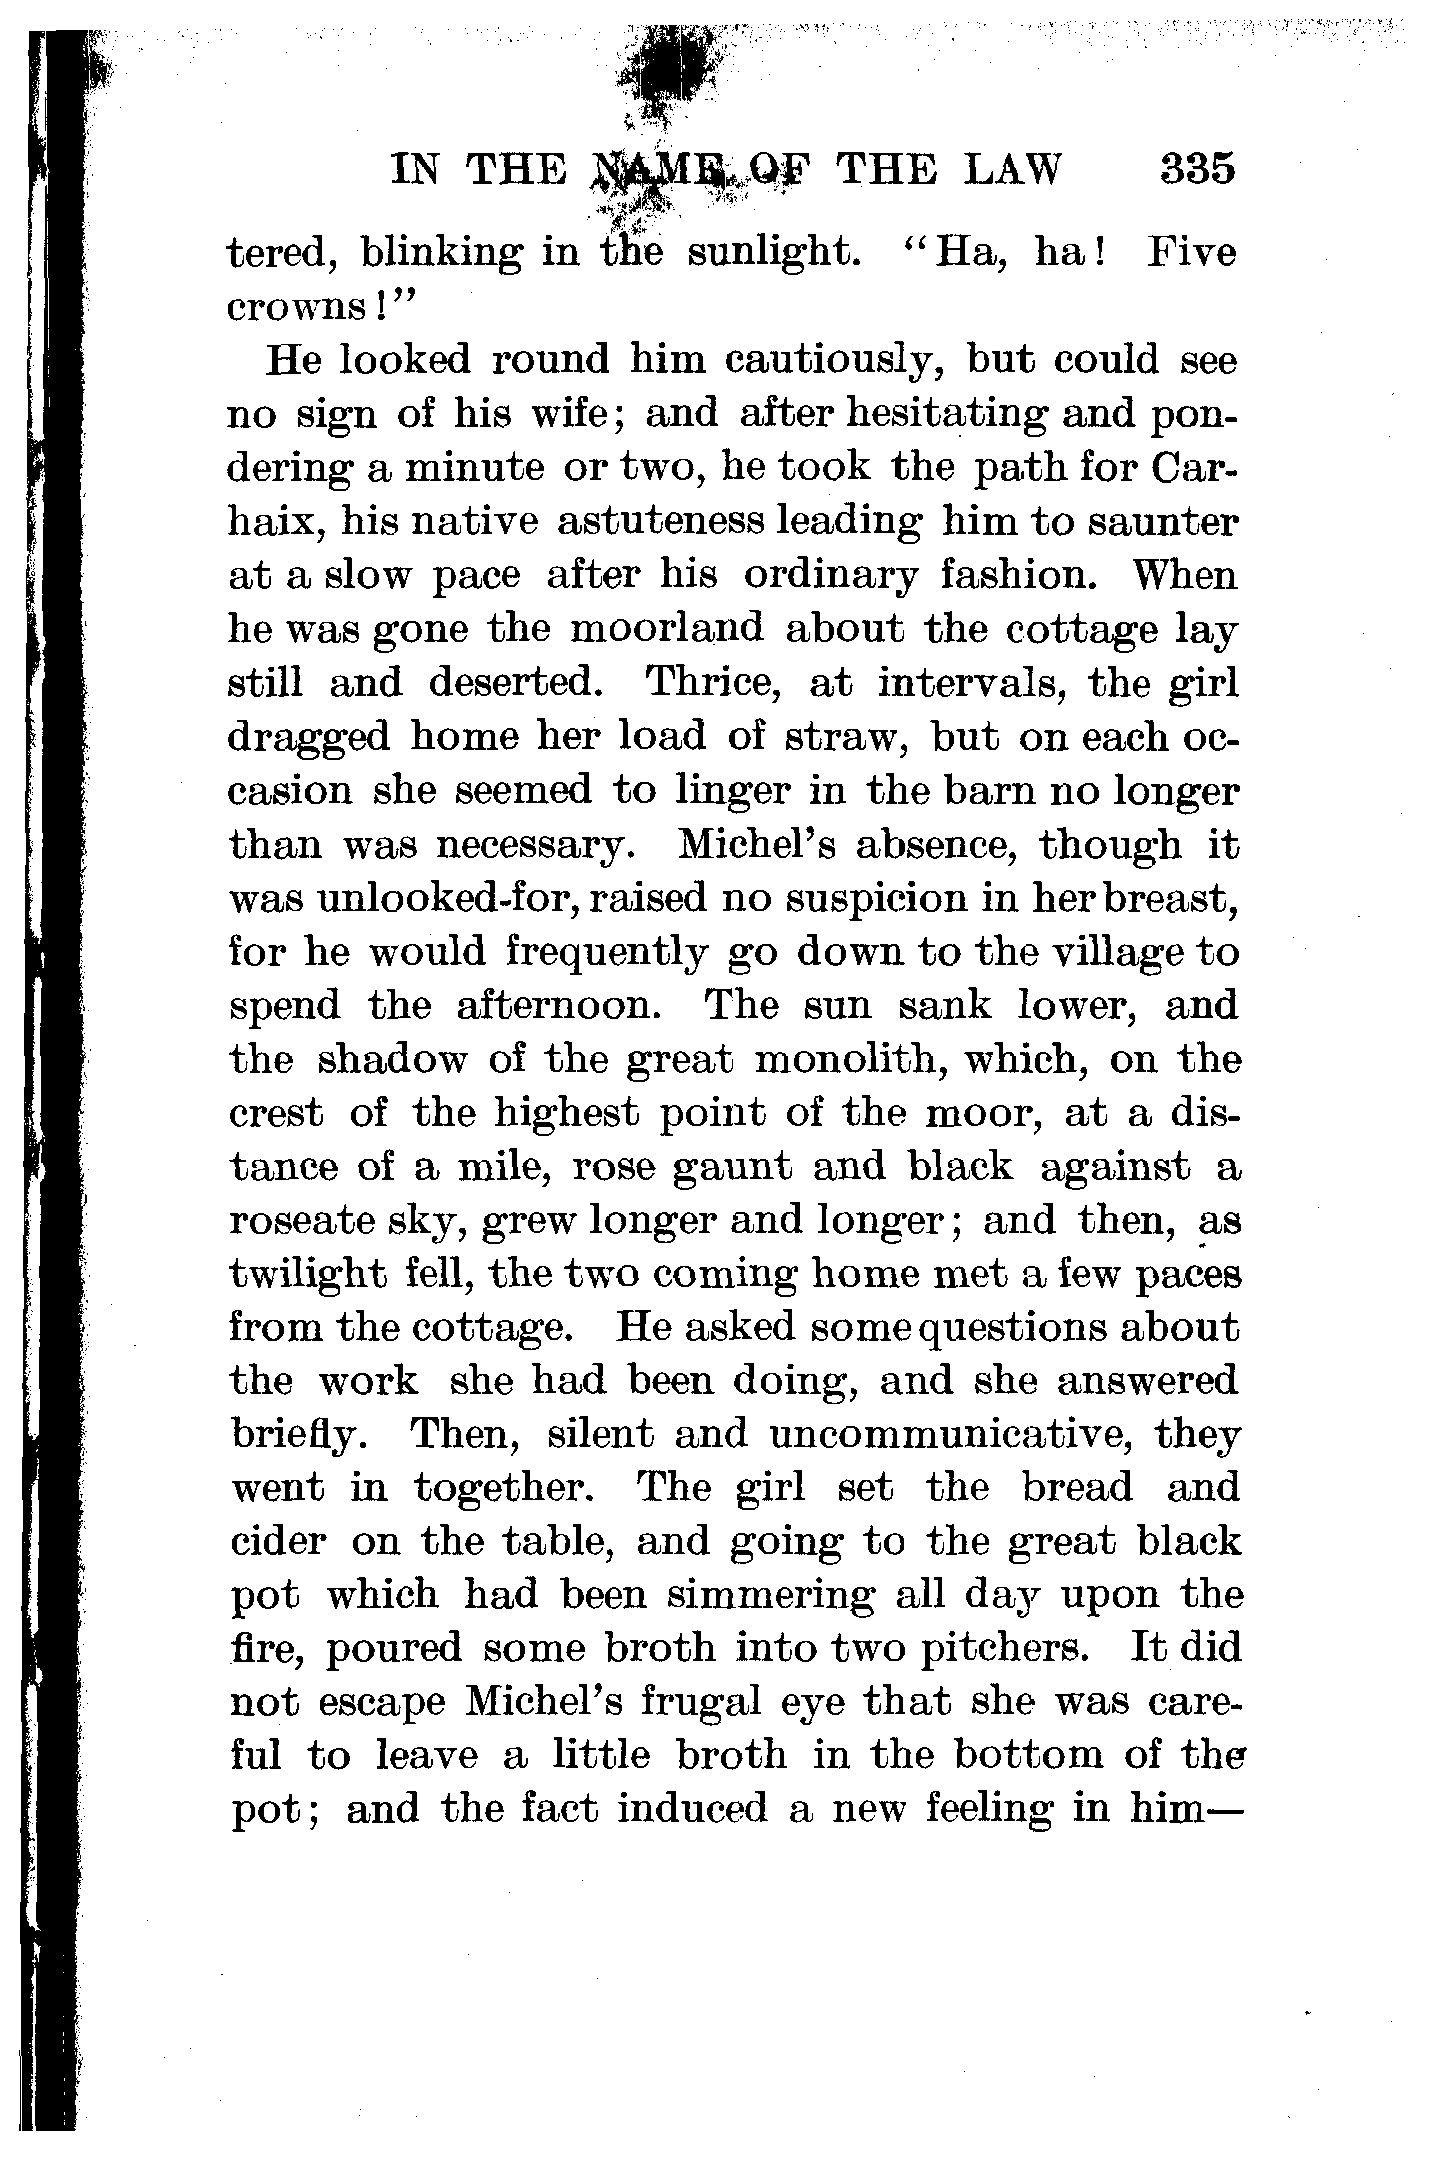 IN THE NAME OF THE LAW 335
tered, blinking in the sunlight. "Ha, ha! Five
crowns!"
He looked round him cautiously, but could see
no sign of his wife; and after hesitating and pon-
dering a minute or two, he took the path for Car-
haix, his native astuteness leading him to saunter
at a slow pace after his ordinary fashion. When
he was gone the moorland about the cottage lay
still and deserted. Thrice, at intervals, the girl
dragged home her load of straw, but on each oc-
casion she seemed to linger in the barn no longer
than was necessary. Michel's absence, though it
was unlooked-for, raised no suspicion in her breast,
for he would frequently go down to the village to
spend the afternoon. The sun sank lower, and
the shadow of the great monolith, which, on the
crest of the highest point of the moor, at a dis-
tance of a mile, rose gaunt and black against a
roseate sky, grew longer and longer; and then, as
twilight fell, the two coming home met a few paces
from the cottage. He asked some questions about
the work she had been doing, and she answered
briefly. Then, silent and uncommunicative, they
went in together. The girl set the bread and
cider on the table, and going to the great black
pot which had been simmering all day upon the
fire, poured some broth into two pitchers. It did
not escape Michel's frugal eye that she was care-
ful to leave a little broth in the bottom of the
pot; and the fact induced a new feeling in him—